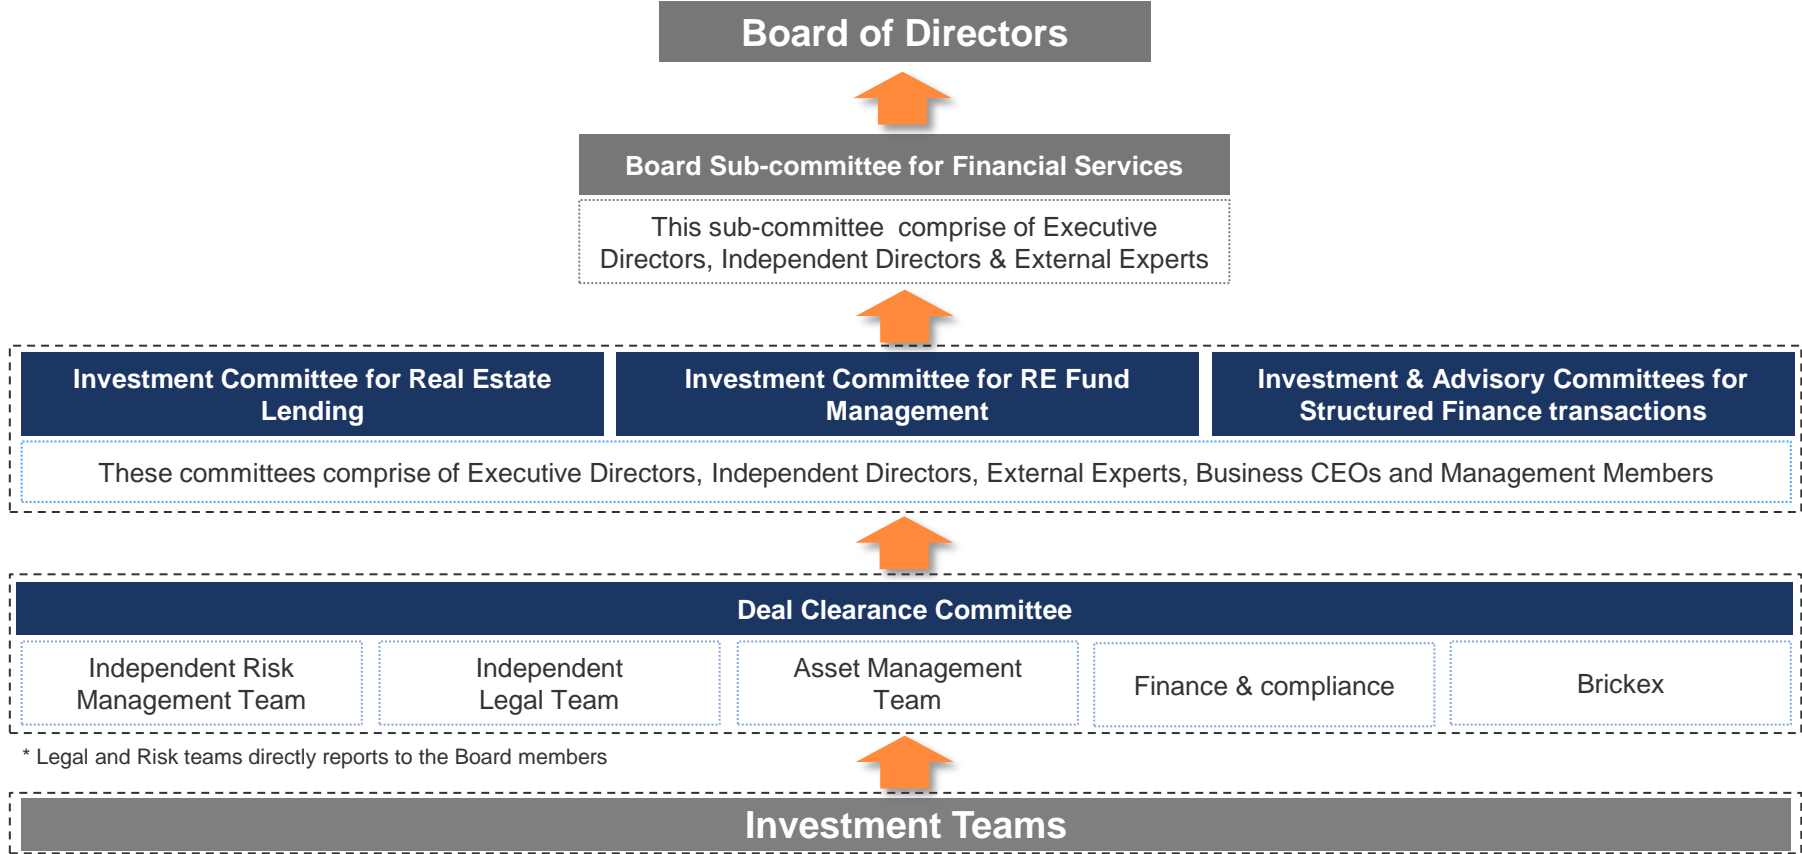 Board of Directors
Board Sub-committee for Financial Services
This sub-committee comprise of Executive
Directors, Independent Directors & External Experts
Investment Committee for Real Estate
Lending
Investment Committee for RE Fund
Management
Investment & Advisory Committees for
Structured Finance transactions
These committees comprise of Executive Directors, Independent Directors, External Experts, Business CEOs and Management Members
Deal Clearance Committee
Independent Risk
Management Team
Independent
Legal Team
Asset Management
Team
Finance & compliance
Brickex
* Legal and Risk teams directly reports to the Board members
Investment Teams